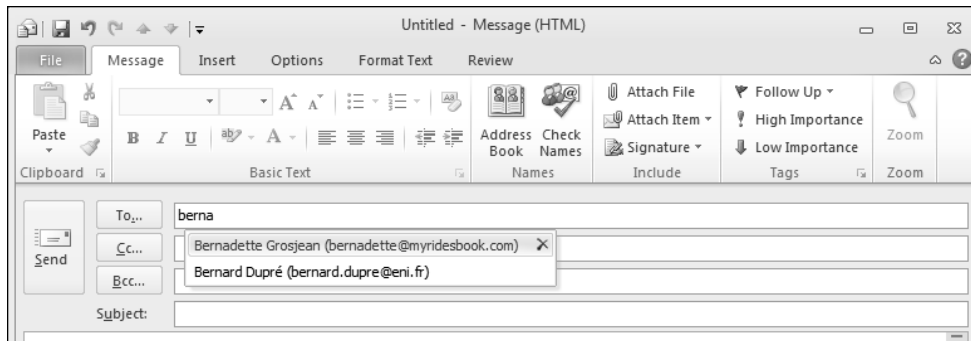 Untitled - Message (HTML)
File Message Insert Options Format Text Review
Paste
Clipboard
A A
B I U ab A
Basic Text
Address Book
Check Names
Names
Attach File
Attach Item
Signature
Include
Follow Up
High Importance
Low Importance
Tags
Zoom
Zoom
Send
To... berna
Cc...
Bernadette Grosjean (bernadette@myridesbook.com)
Bernard Dupré (bernard.dupre@eni.fr)
Bcc...
Subject: